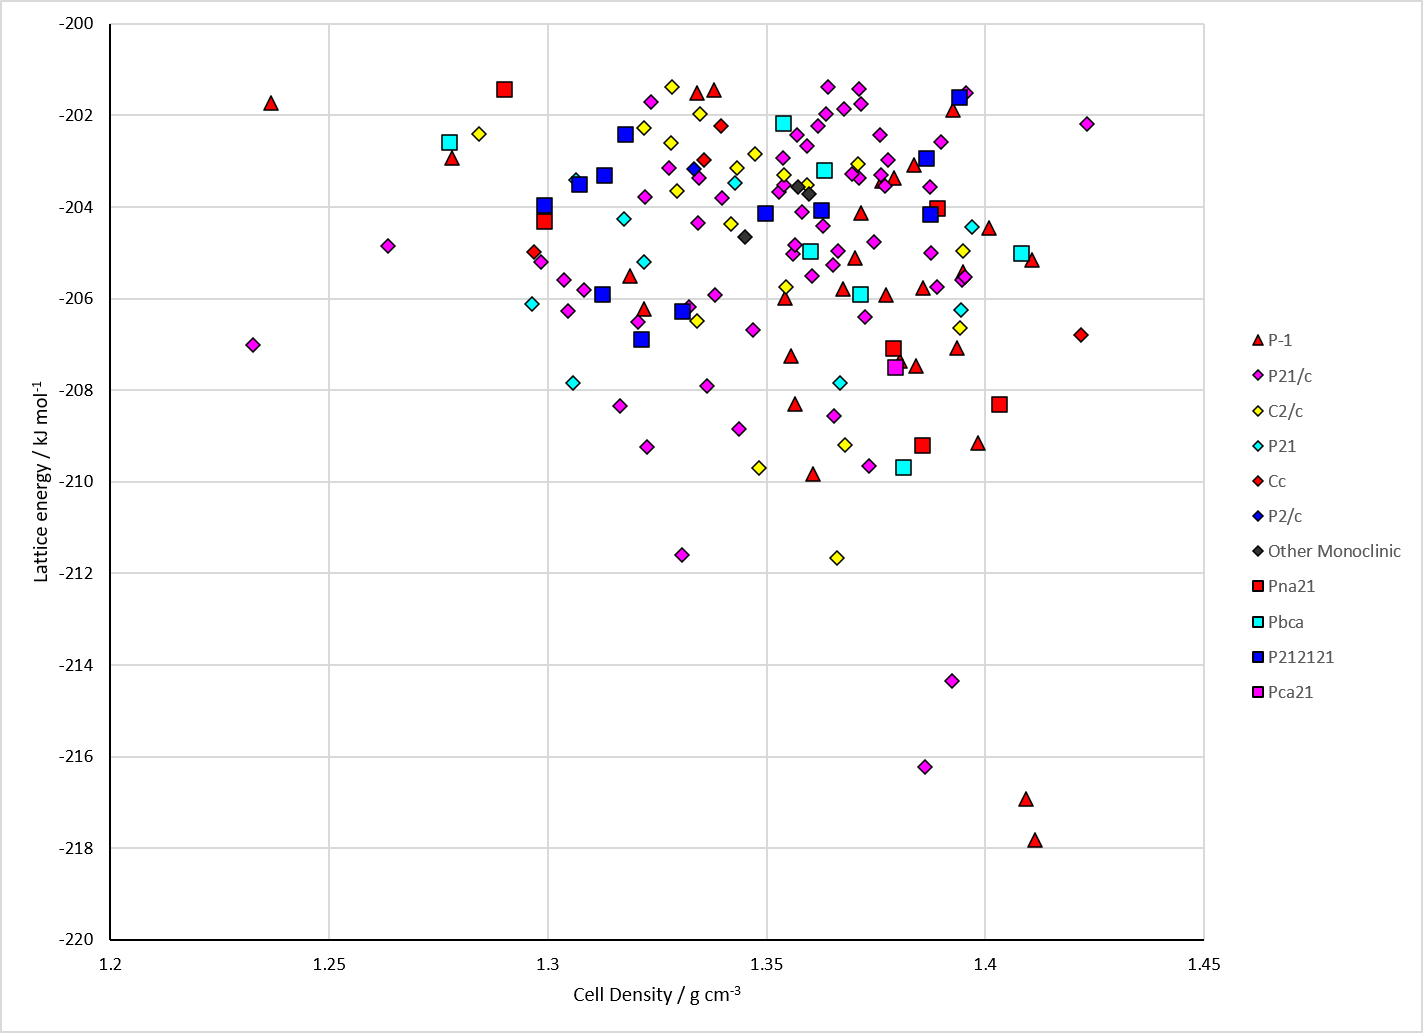 -200
-202
-204
-206
-208
-210
-212
-214
-216
-218
-220
Lattice energy / kJ mol-1
1.2 1.25 1.3 1.35 1.4 1.45
Cell Density / g cm-3
P-1
P21/c
C2/c
P21
Cc
P2/c
Other Monoclinic
Pna21
Pbca
P212121
Pca21